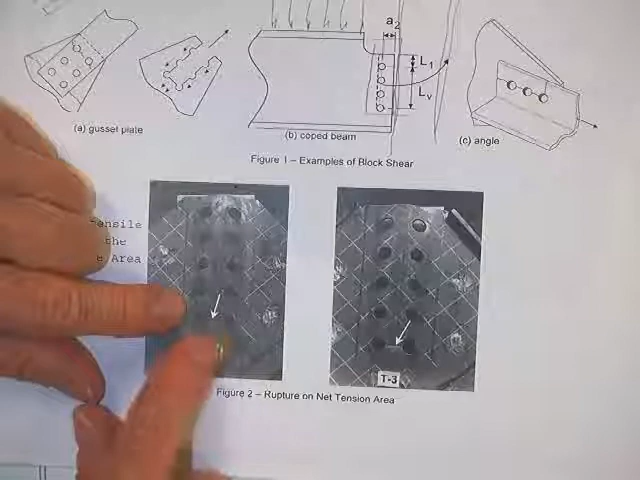 a2
L1
Lv
(a) gusset plate
(b) coped beam
(c) angle
Figure 1 – Examples of Block Shear
the
Area
T-3
Figure 2 – Rupture on Net Tension Area